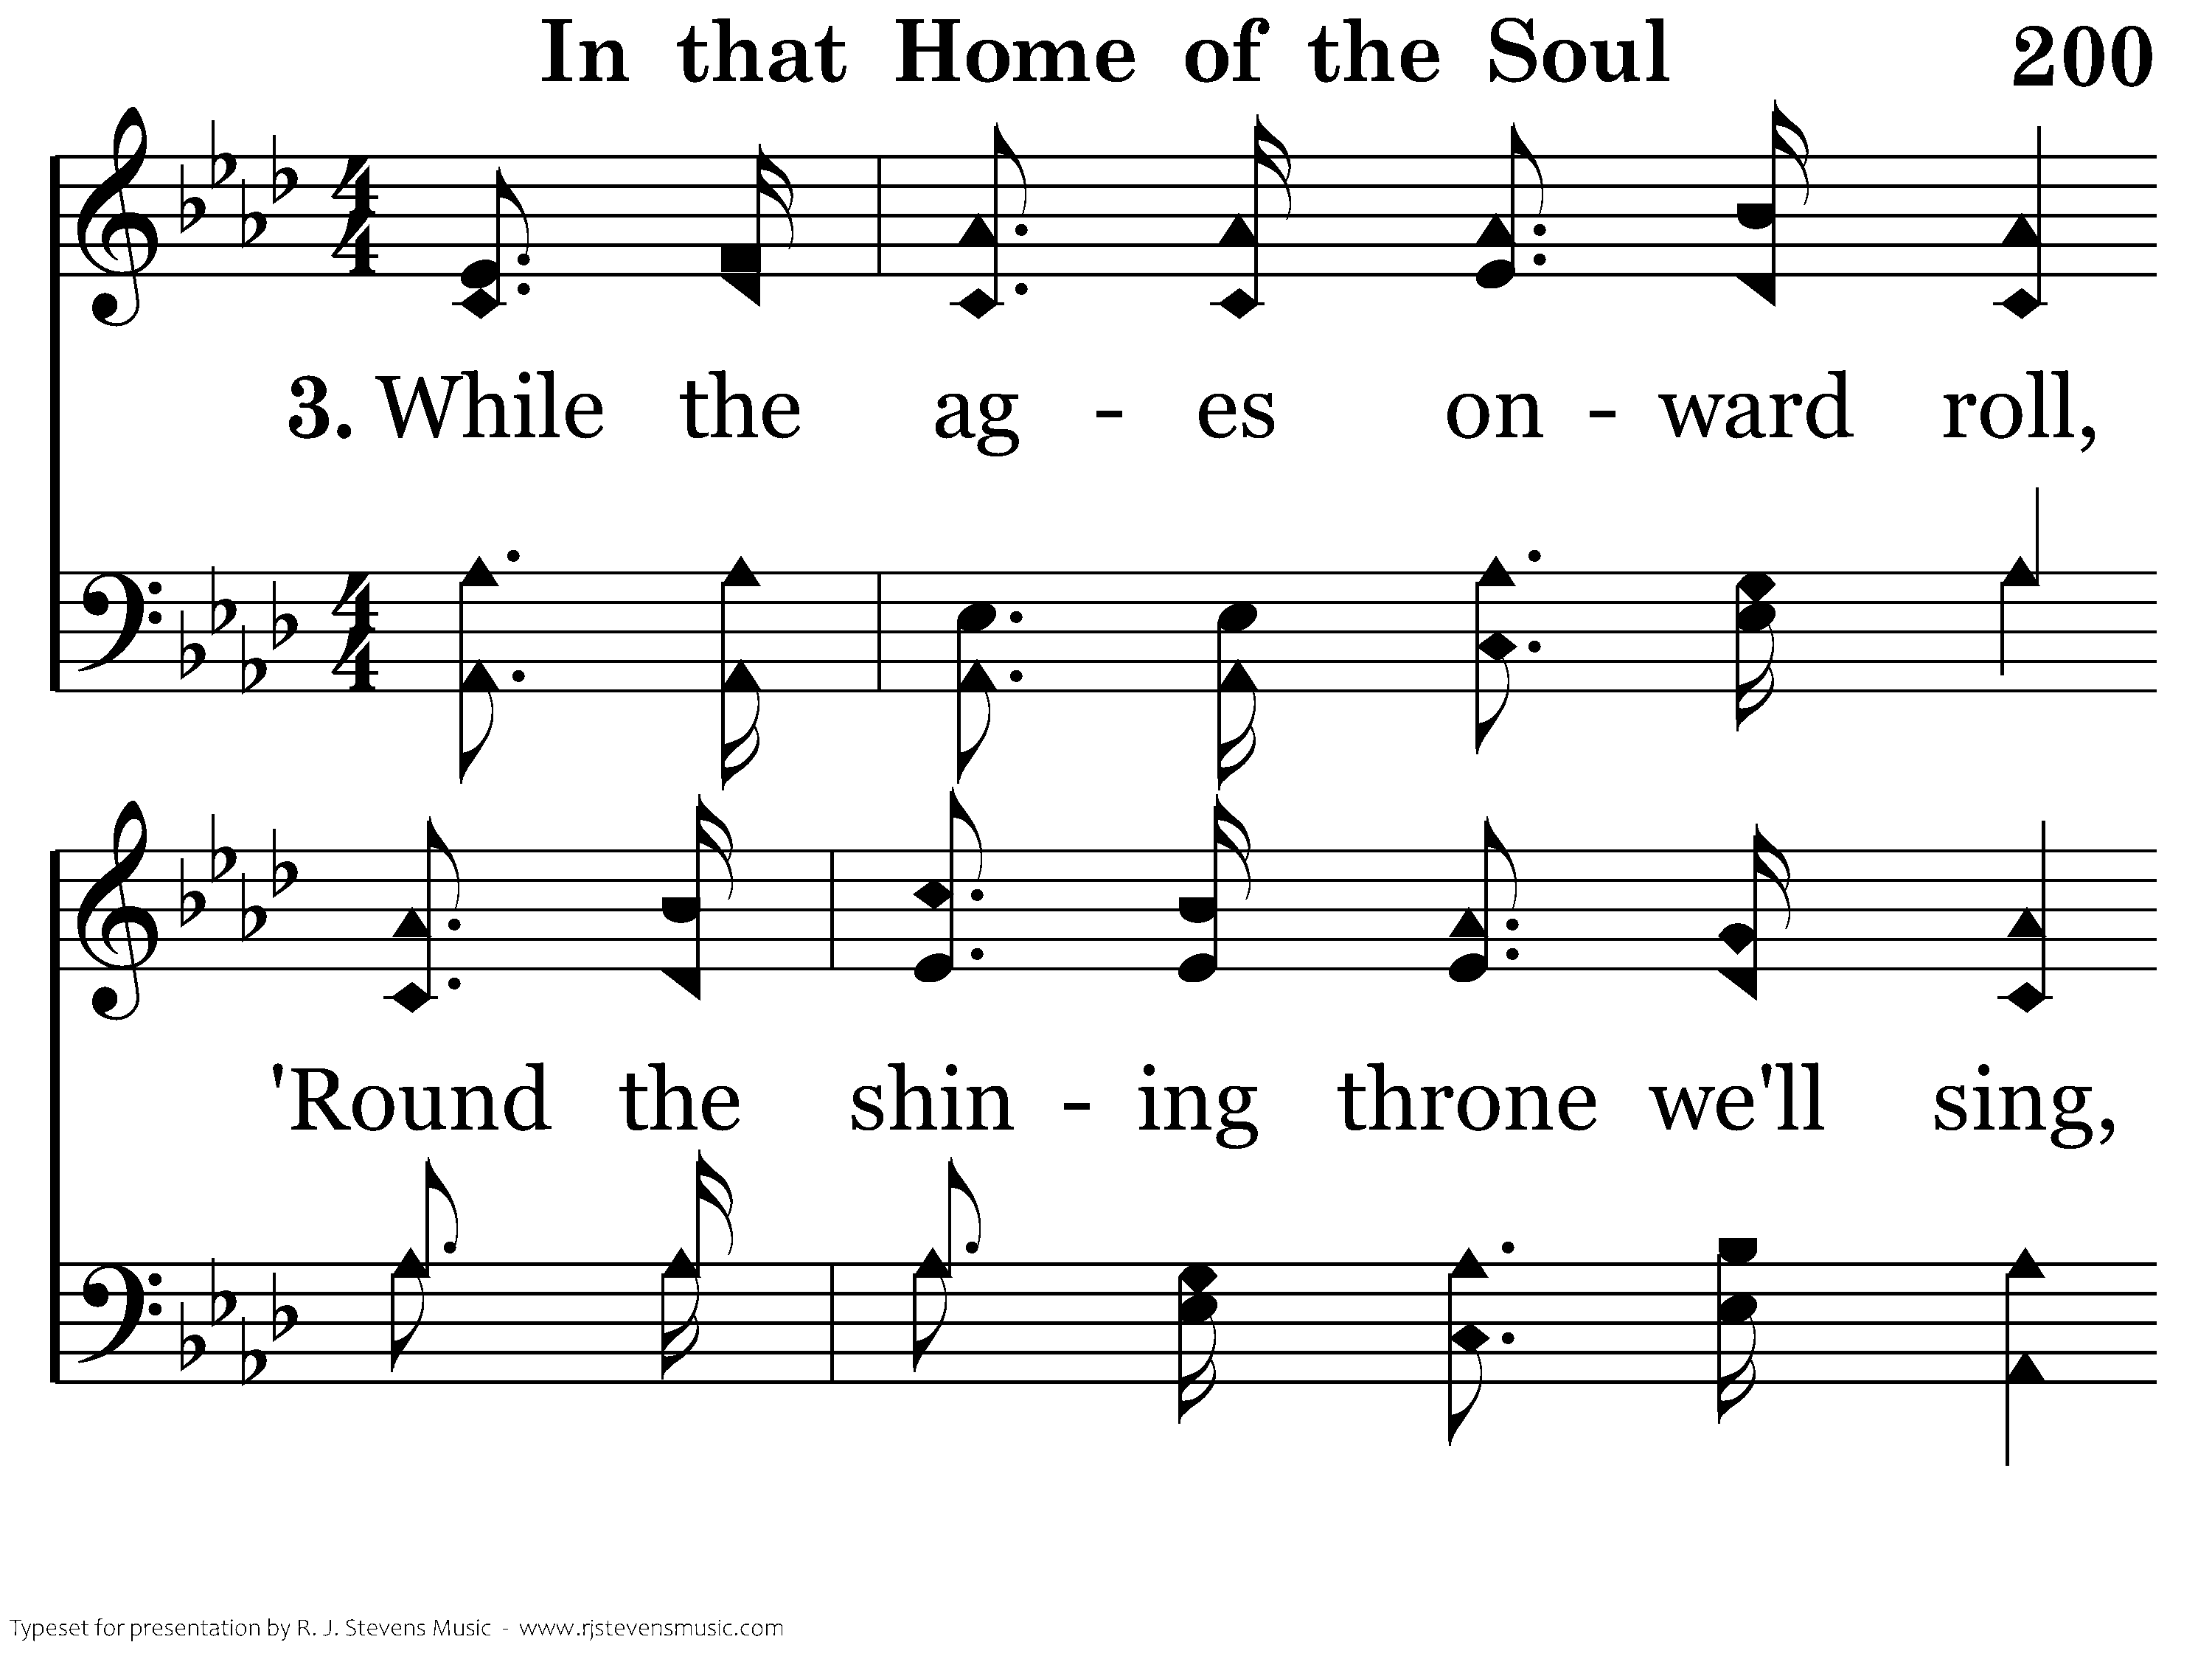 In that Home of the Soul 200
3. While the ag - es on - ward roll,
'Round the shin - ing throne we'll sing,
Typeset for presentation by R. J. Stevens Music - www.rjstevensmusic.com